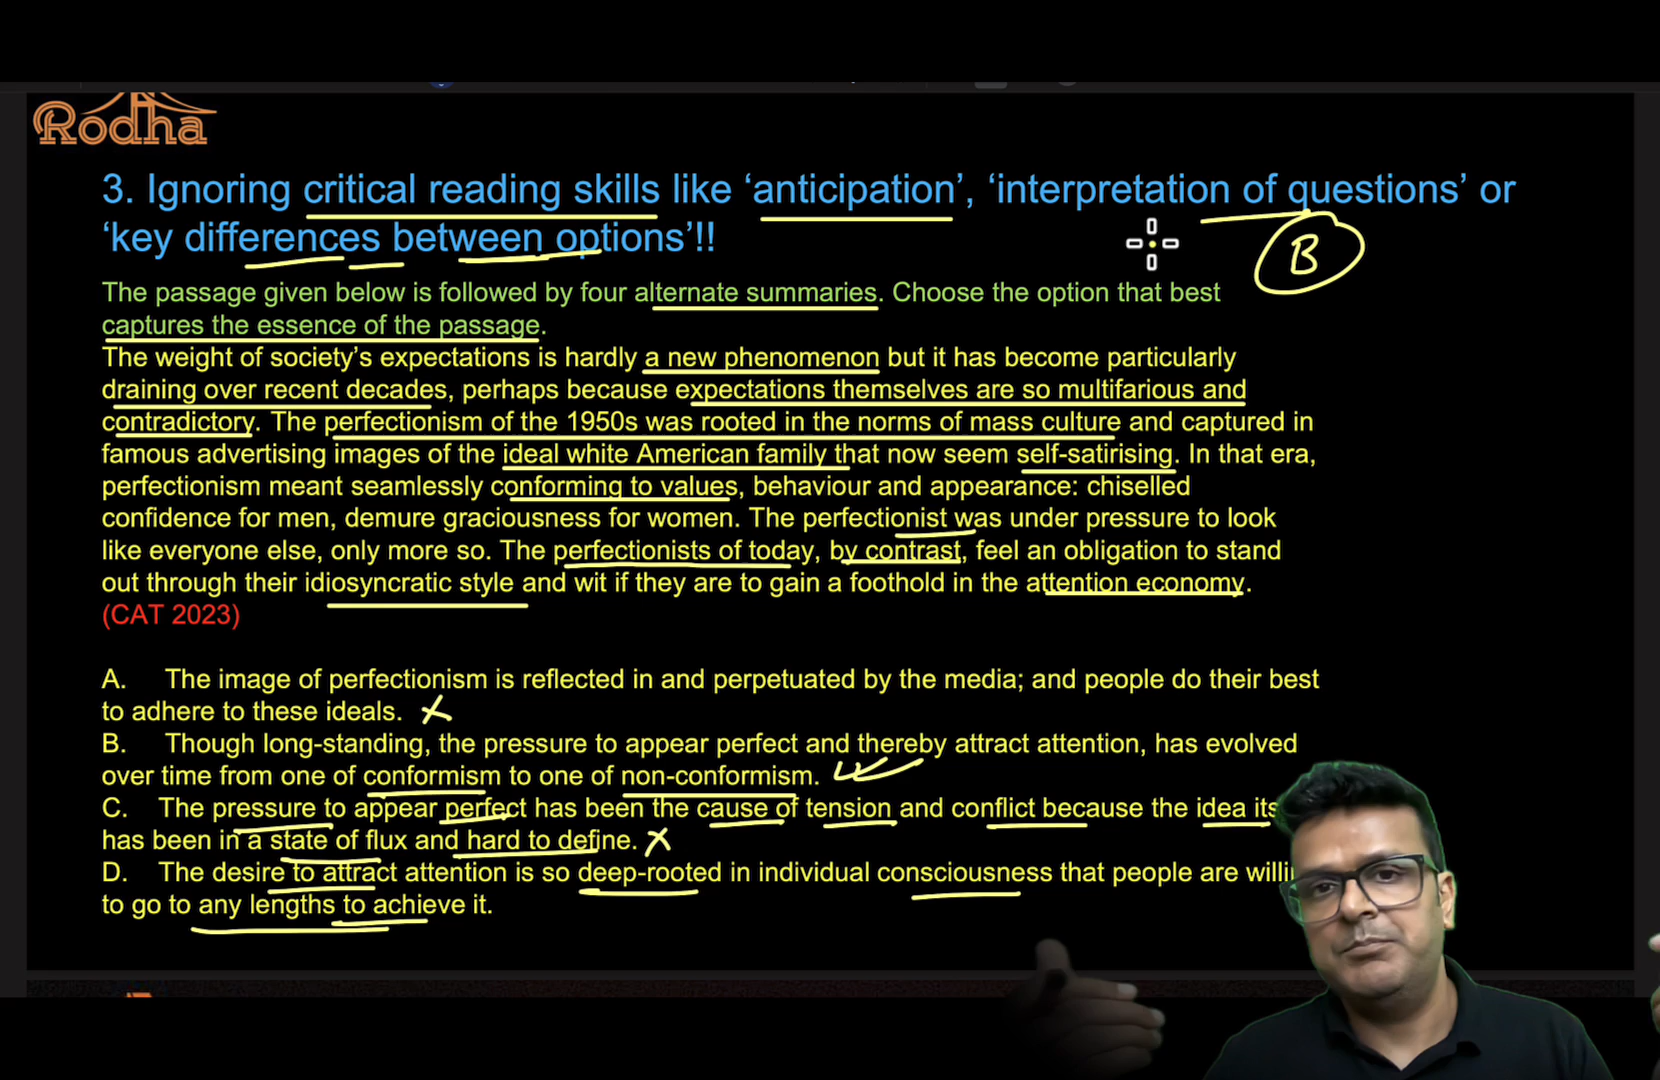 Rodha
3. Ignoring critical reading skills like ‘anticipation’, ‘interpretation of questions’ or
‘key differences between options’!!
B
The passage given below is followed by four alternate summaries. Choose the option that best
captures the essence of the passage.
The weight of society’s expectations is hardly a new phenomenon but it has become particularly
draining over recent decades, perhaps because expectations themselves are so multifarious and
contradictory. The perfectionism of the 1950s was rooted in the norms of mass culture and captured in
famous advertising images of the ideal white American family that now seem self-satirising. In that era,
perfectionism meant seamlessly conforming to values, behaviour and appearance: chiselled
confidence for men, demure graciousness for women. The perfectionist was under pressure to look
like everyone else, only more so. The perfectionists of today, by contrast, feel an obligation to stand
out through their idiosyncratic style and wit if they are to gain a foothold in the attention economy.
(CAT 2023)
A. The image of perfectionism is reflected in and perpetuated by the media; and people do their best
to adhere to these ideals.
B. Though long-standing, the pressure to appear perfect and thereby attract attention, has evolved
over time from one of conformism to one of non-conformism.
C. The pressure to appear perfect has been the cause of tension and conflict because the idea
has been in a state of flux and hard to define.
D. The desire to attract attention is so deep-rooted in individual consciousness that people are
to go to any lengths to achieve it.